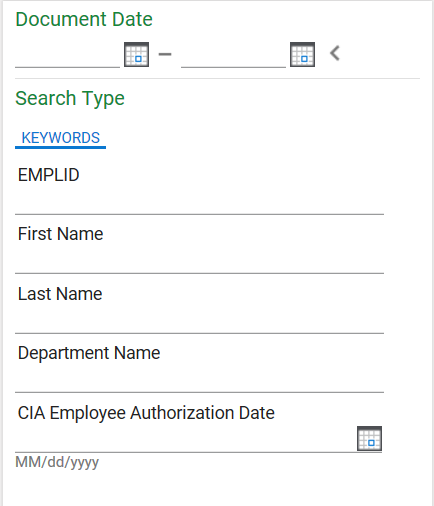 Document Date
–
Search Type
KEYWORDS
EMPLID
First Name
Last Name
Department Name
CIA Employee Authorization Date
MM/dd/yyyy